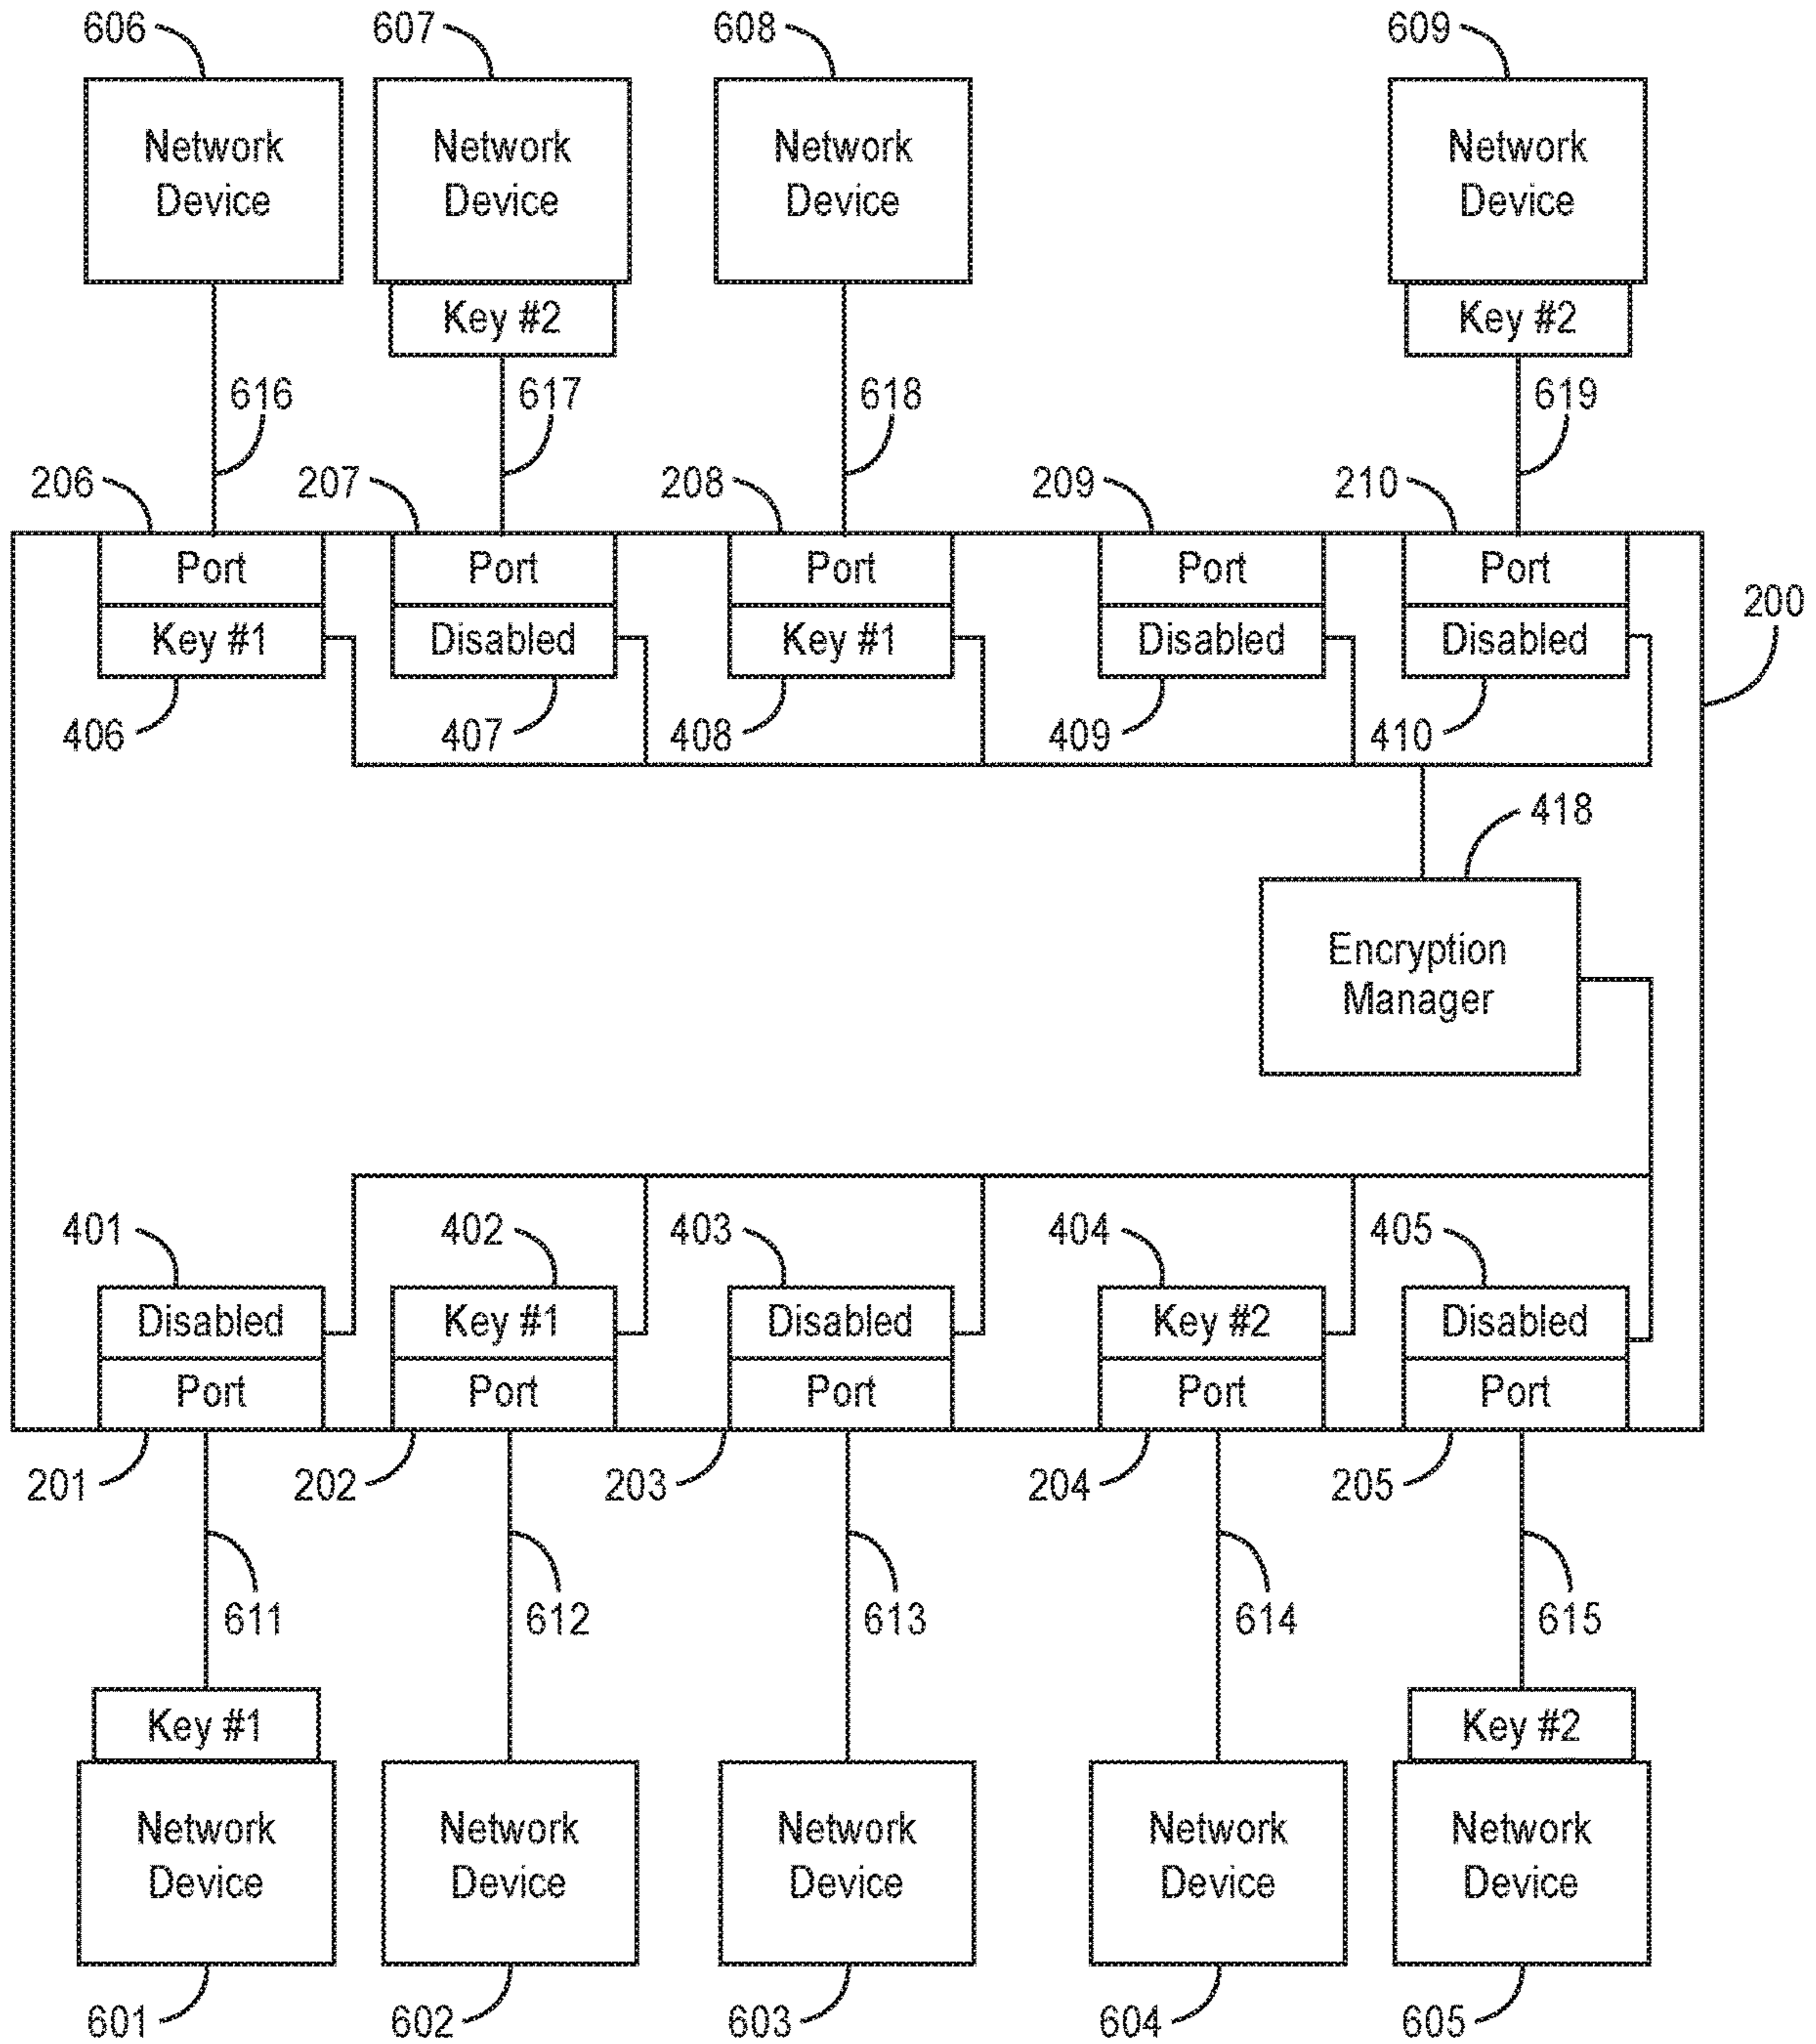 606 607 608 609
Network Network Network Network
Device Device Device Device
Key #2 Key #2
616 617 618 619
206 207 208 209 210
Port Port Port Port Port
200
Key #1 Disabled Key #1 Disabled Disabled
406 407 408 409 410
418
Encryption
Manager
401 402 403 404 405
Disabled Key #1 Disabled Key #2 Disabled
Port Port Port Port Port
201 202 203 204 205
611 612 613 614 615
Key #1 Key #2
Network Network Network Network Network
Device Device Device Device Device
601 602 603 604 605